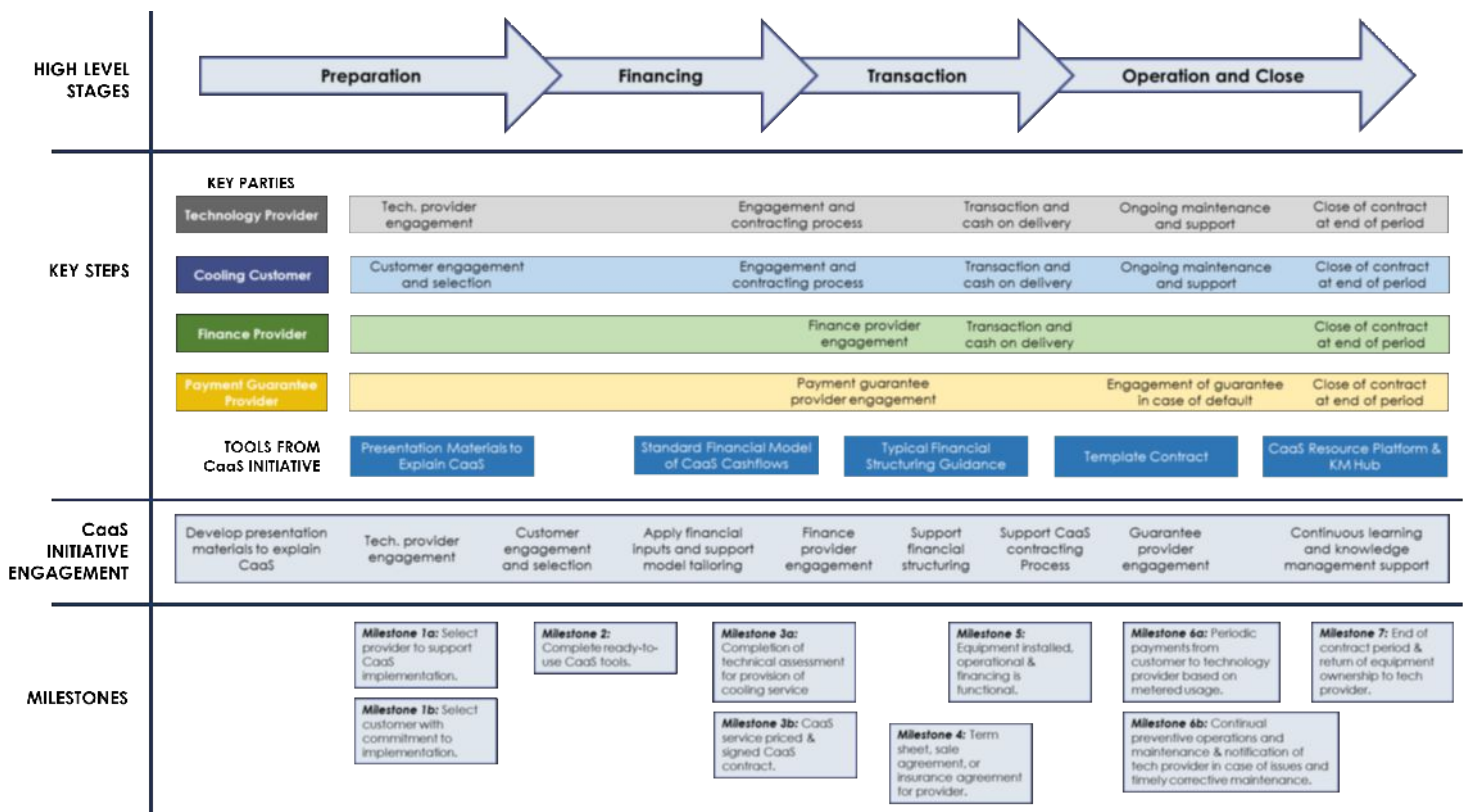 HIGH LEVEL
STAGES
Preparation
Financing
Transaction
Operation and Close
KEY STEPS
KEY PARTIES
Technology Provider
Tech. provider
engagement
Engagement and
contracting process
Transaction and
cash on delivery
Ongoing maintenance
and support
Close of contract
at end of period
Cooling Customer
Customer engagement
and selection
Engagement and
contracting process
Transaction and
cash on delivery
Ongoing maintenance
and support
Close of contract
at end of period
Finance Provider
Finance provider
engagement
Transaction and
cash on delivery
Close of contract
at end of period
Payment Guarantee
Provider
Payment guarantee
provider engagement
Engagement of guarantee
in case of default
Close of contract
at end of period
TOOLS FROM
CaaS INITIATIVE
Presentation Materials to
Explain CaaS
Standard Financial Model
of CaaS Cashflows
Typical Financial
Structuring Guidance
Template Contract
CaaS Resource Platform &
KM Hub
CaaS
INITIATIVE
ENGAGEMENT
Develop presentation
materials to explain
CaaS
Tech. provider
engagement
Customer
engagement
and selection
Apply financial
inputs and support
model tailoring
Finance
provider
engagement
Support
financial
structuring
Support CaaS
contracting
Process
Guarantee
provider
engagement
Continuous learning
and knowledge
management support
MILESTONES
Milestone 1a: Select
provider to support
CaaS
implementation.
Milestone 1b: Select
customer with
commitment to
implementation.
Milestone 2:
Complete ready-to-
use CaaS tools.
Milestone 3a:
Completion of
technical assessment
for provision of
cooling service
Milestone 3b: CaaS
service priced &
signed CaaS
contract.
Milestone 4: Term
sheet, sale
agreement, or
insurance agreement
for provider.
Milestone 5:
Equipment installed,
operational &
financing is
functional.
Milestone 6a: Periodic
payments from
customer to technology
provider based on
metered usage.
Milestone 6b: Continual
preventive operations and
maintenance & notification of
tech provider in case of issues and
timely corrective maintenance.
Milestone 7: End of
contract period &
return of equipment
ownership to tech
provider.